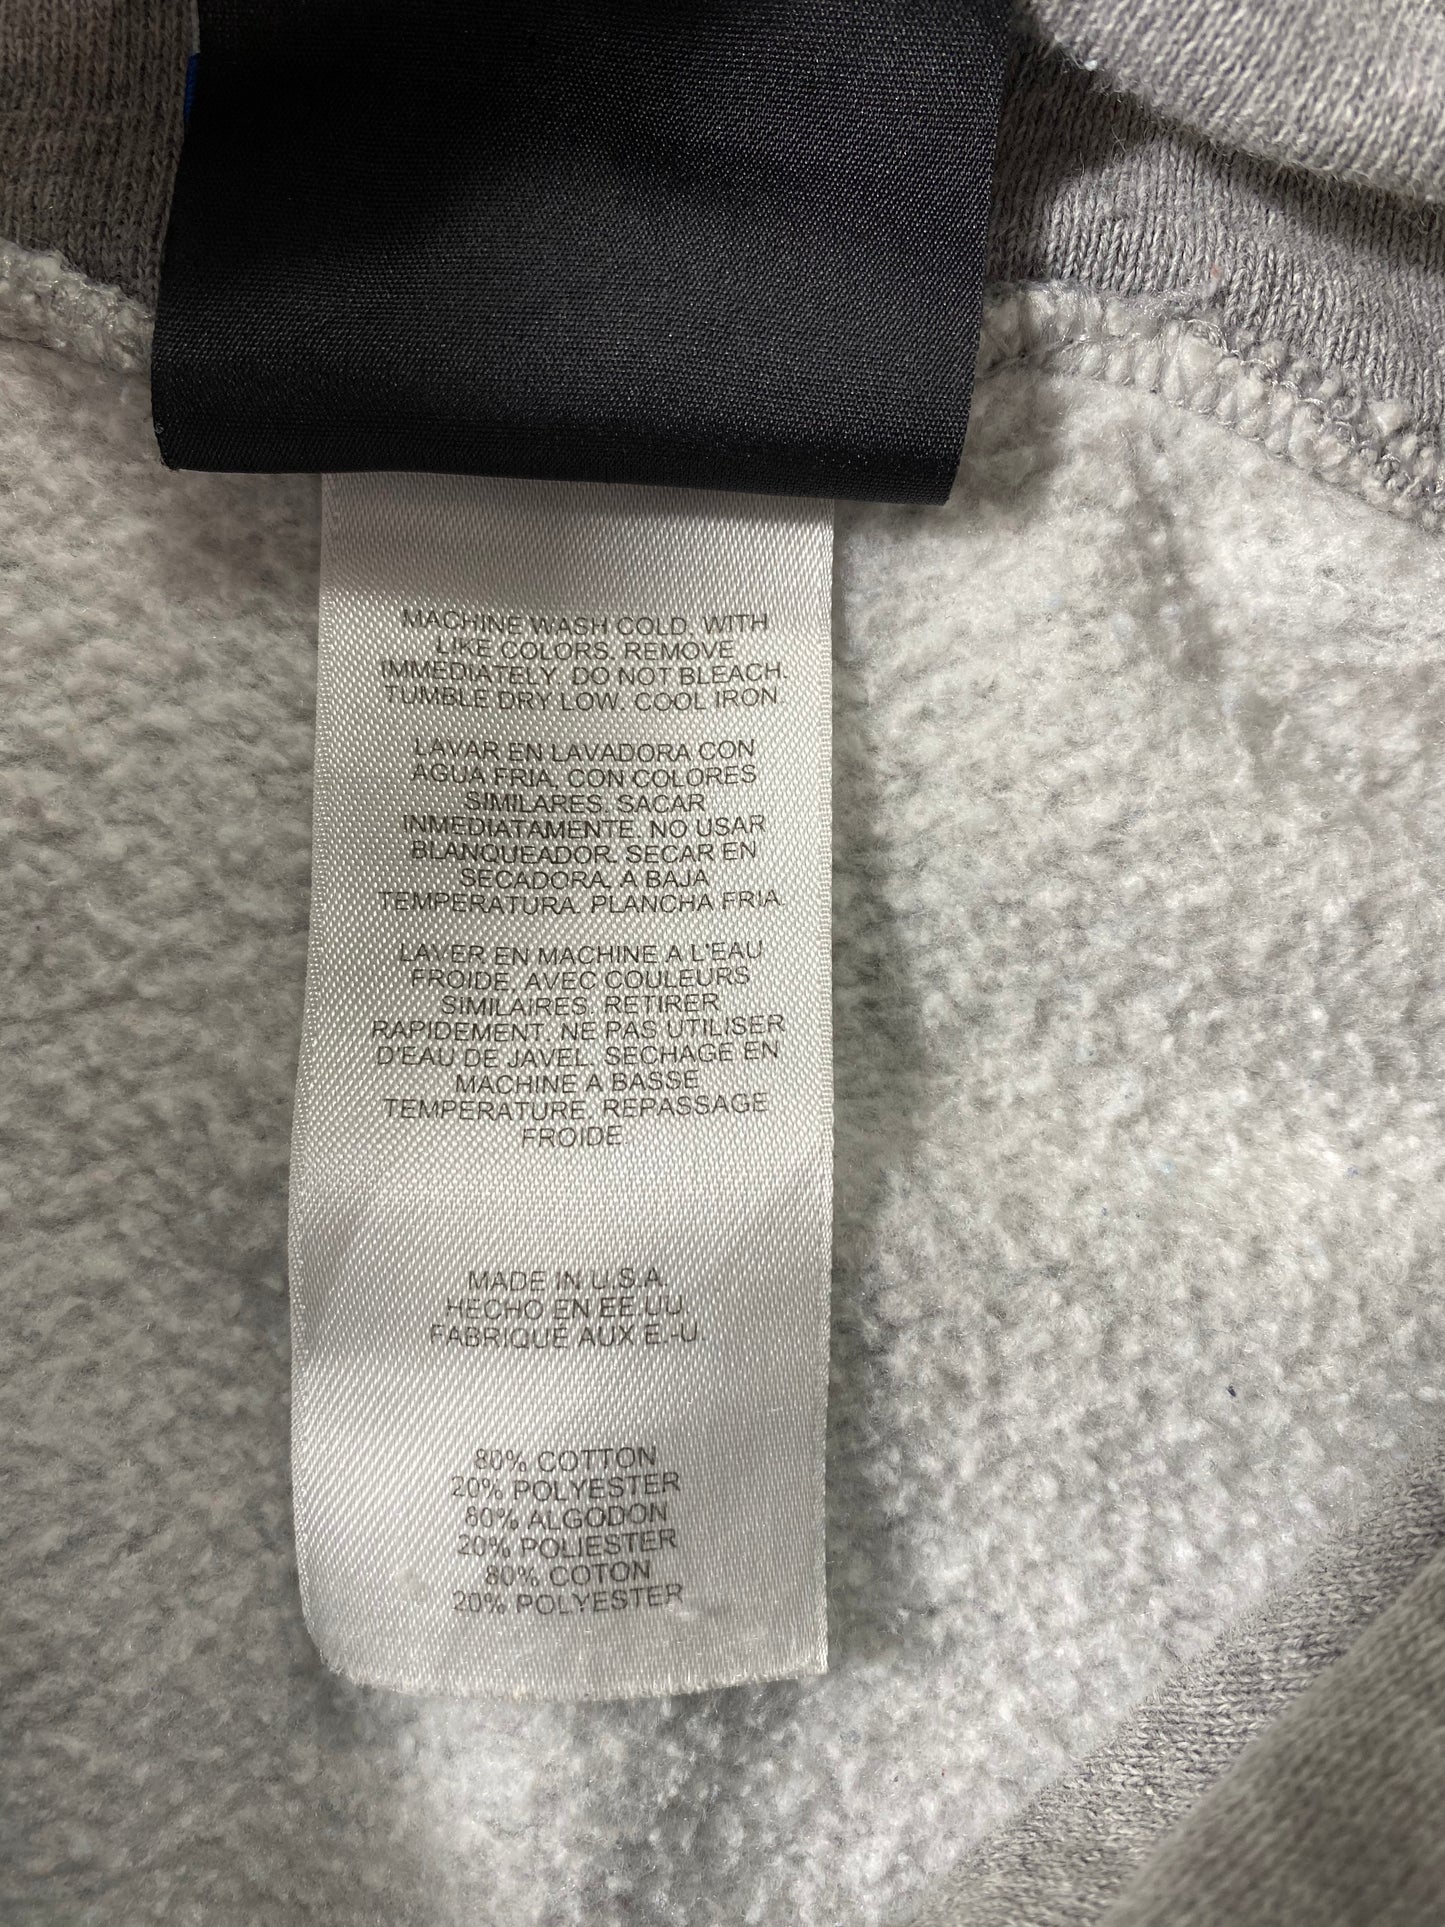 MACHINE WASH COLD, WITH
LIKE COLORS. REMOVE
IMMEDIATELY. DO NOT BLEACH.
TUMBLE DRY LOW. COOL IRON
LAVAR EN LAVADORA CON
AGUA FRIA, CON COLORES
SIMILARES. SACAR
INMEDIATAMENTE. NO USAR
BLANQUEADOR. SECAR EN
SECADORA, A BAJA
TEMPERATURA. PLANCHA FRIA.
LAVER EN MACHINE A L'EAU
FROIDE, AVEC COULEURS
SIMILAIRES. RETIRER
RAPIDEMENT. NE PAS UTILISER
D'EAU DE JAVEL. SECHAGE EN
MACHINE A BASSE
TEMPERATURE. REPASSAGE
FROIDE.
MADE IN U.S.A.
HECHO EN EE.UU.
FABRIQUE AUX E.-U.
80% COTTON
20% POLYESTER
80% ALGODON
20% POLIESTER
80% COTON
20% POLYESTER